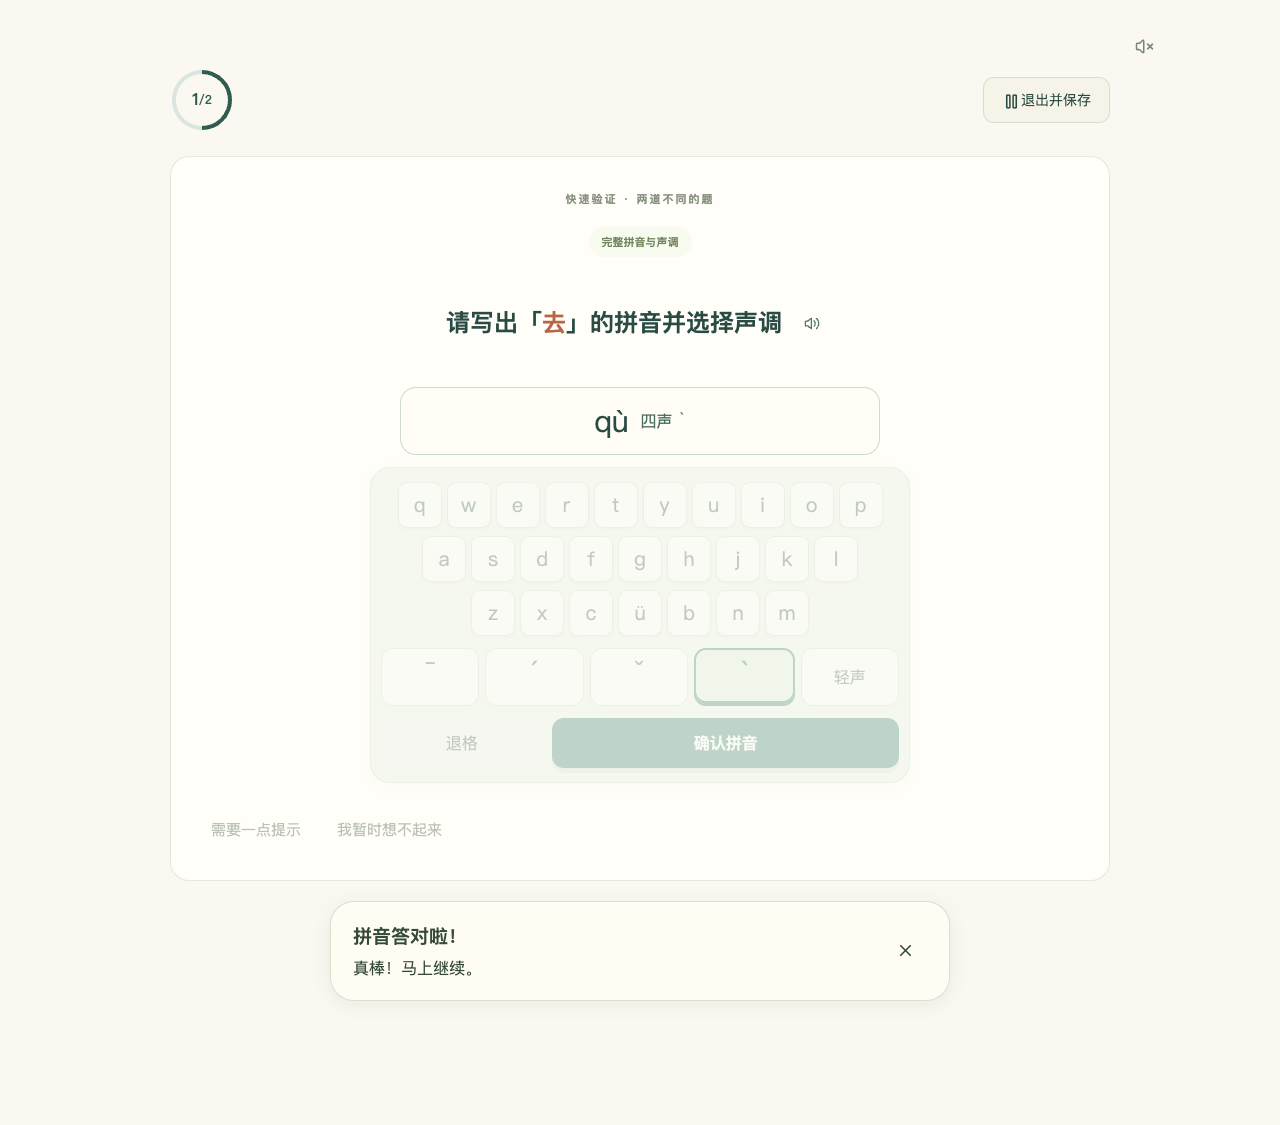 1/2
退出并保存
快速验证 · 两道不同的题
完整拼音与声调
请写出「去」的拼音并选择声调
qù 四声 ˋ
q w e r t y u i o p
a s d f g h j k l
z x c ü b n m
ˉ ˊ ˇ ˋ 轻声
退格 确认拼音
需要一点提示 我暂时想不起来
拼音答对啦！
真棒！马上继续。